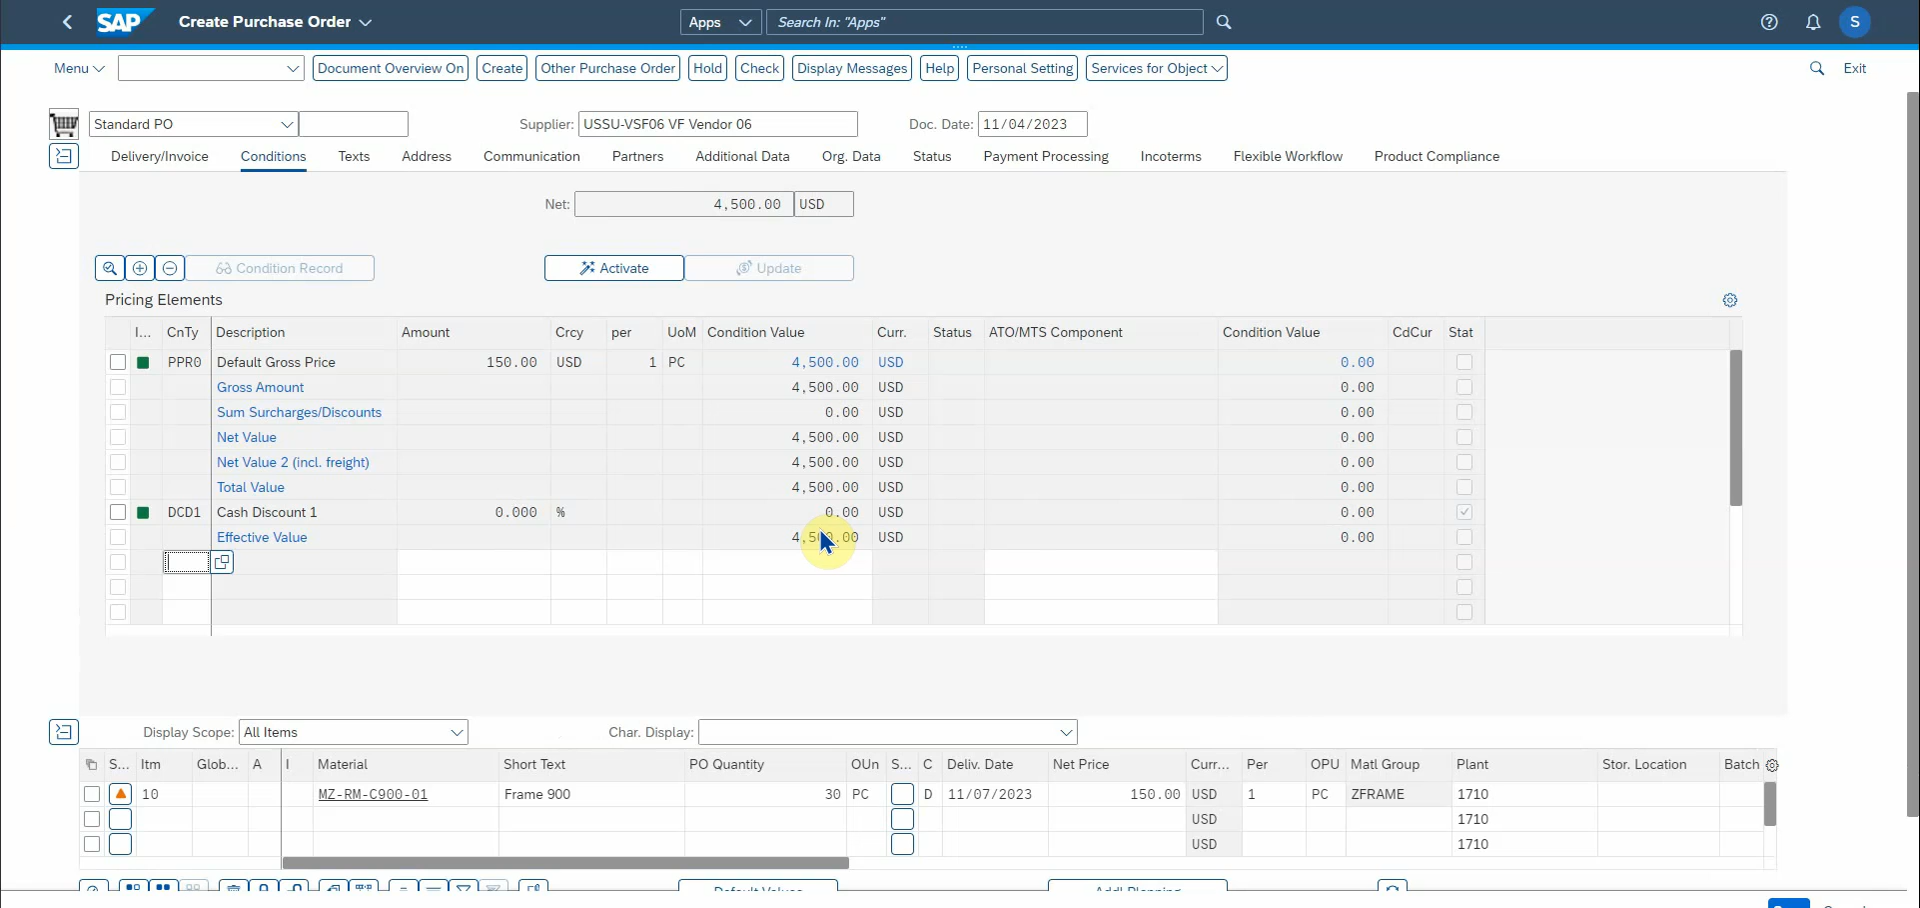 SAP Create Purchase Order Apps Search In: "Apps" S
Menu Document Overview On Create Other Purchase Order Hold Check Display Messages Help Personal Setting Services for Object Exit
Standard PO Supplier: USSU-VSF06 VF Vendor 06 Doc. Date: 11/04/2023
Delivery/Invoice Conditions Texts Address Communication Partners Additional Data Org. Data Status Payment Processing Incoterms Flexible Workflow Product Compliance
Net: 4,500.00 USD
Condition Record Activate Update
Pricing Elements
I... CnTy Description Amount Crcy per UoM Condition Value Curr. Status ATO/MTS Component Condition Value CdCur Stat
PPR0 Default Gross Price 150.00 USD 1 PC 4,500.00 USD 0.00
Gross Amount 4,500.00 USD 0.00
Sum Surcharges/Discounts 0.00 USD 0.00
Net Value 4,500.00 USD 0.00
Net Value 2 (incl. freight) 4,500.00 USD 0.00
Total Value 4,500.00 USD 0.00
DCD1 Cash Discount 1 0.000 % 0.00 USD 0.00
Effective Value 4,500.00 USD 0.00
Display Scope: All Items Char. Display:
S... Itm Glob... A I Material Short Text PO Quantity OUn S... C Deliv. Date Net Price Curr... Per OPU Matl Group Plant Stor. Location Batch
10 MZ-RM-C900-01 Frame 900 30 PC D 11/07/2023 150.00 USD 1 PC ZFRAME 1710
USD 1710
USD 1710
Default Values Addl Planning